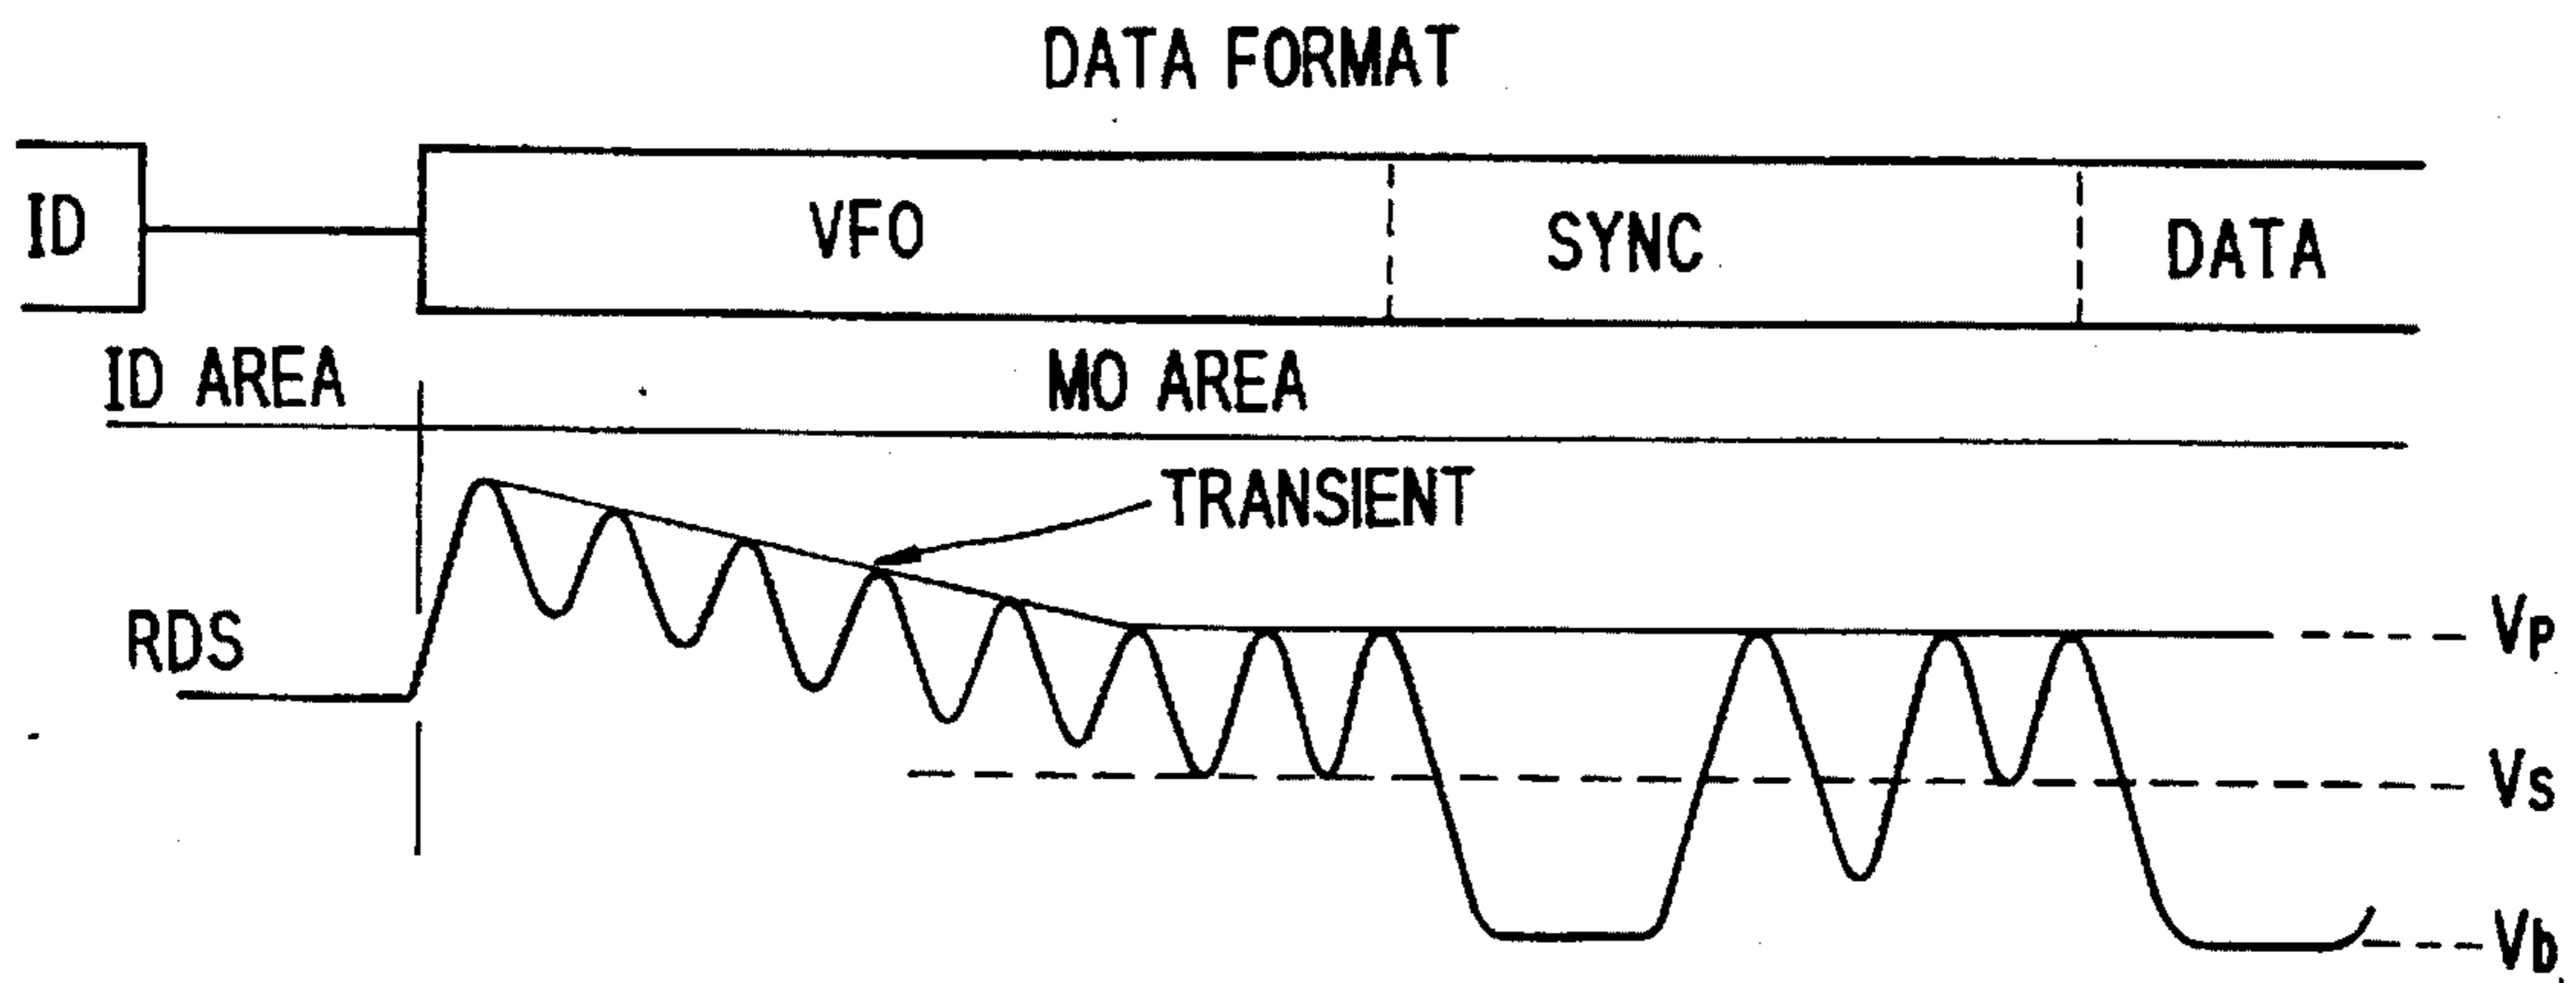 DATA FORMAT
ID VFO SYNC DATA
ID AREA MO AREA
TRANSIENT
RDS
VP
VS
Vb